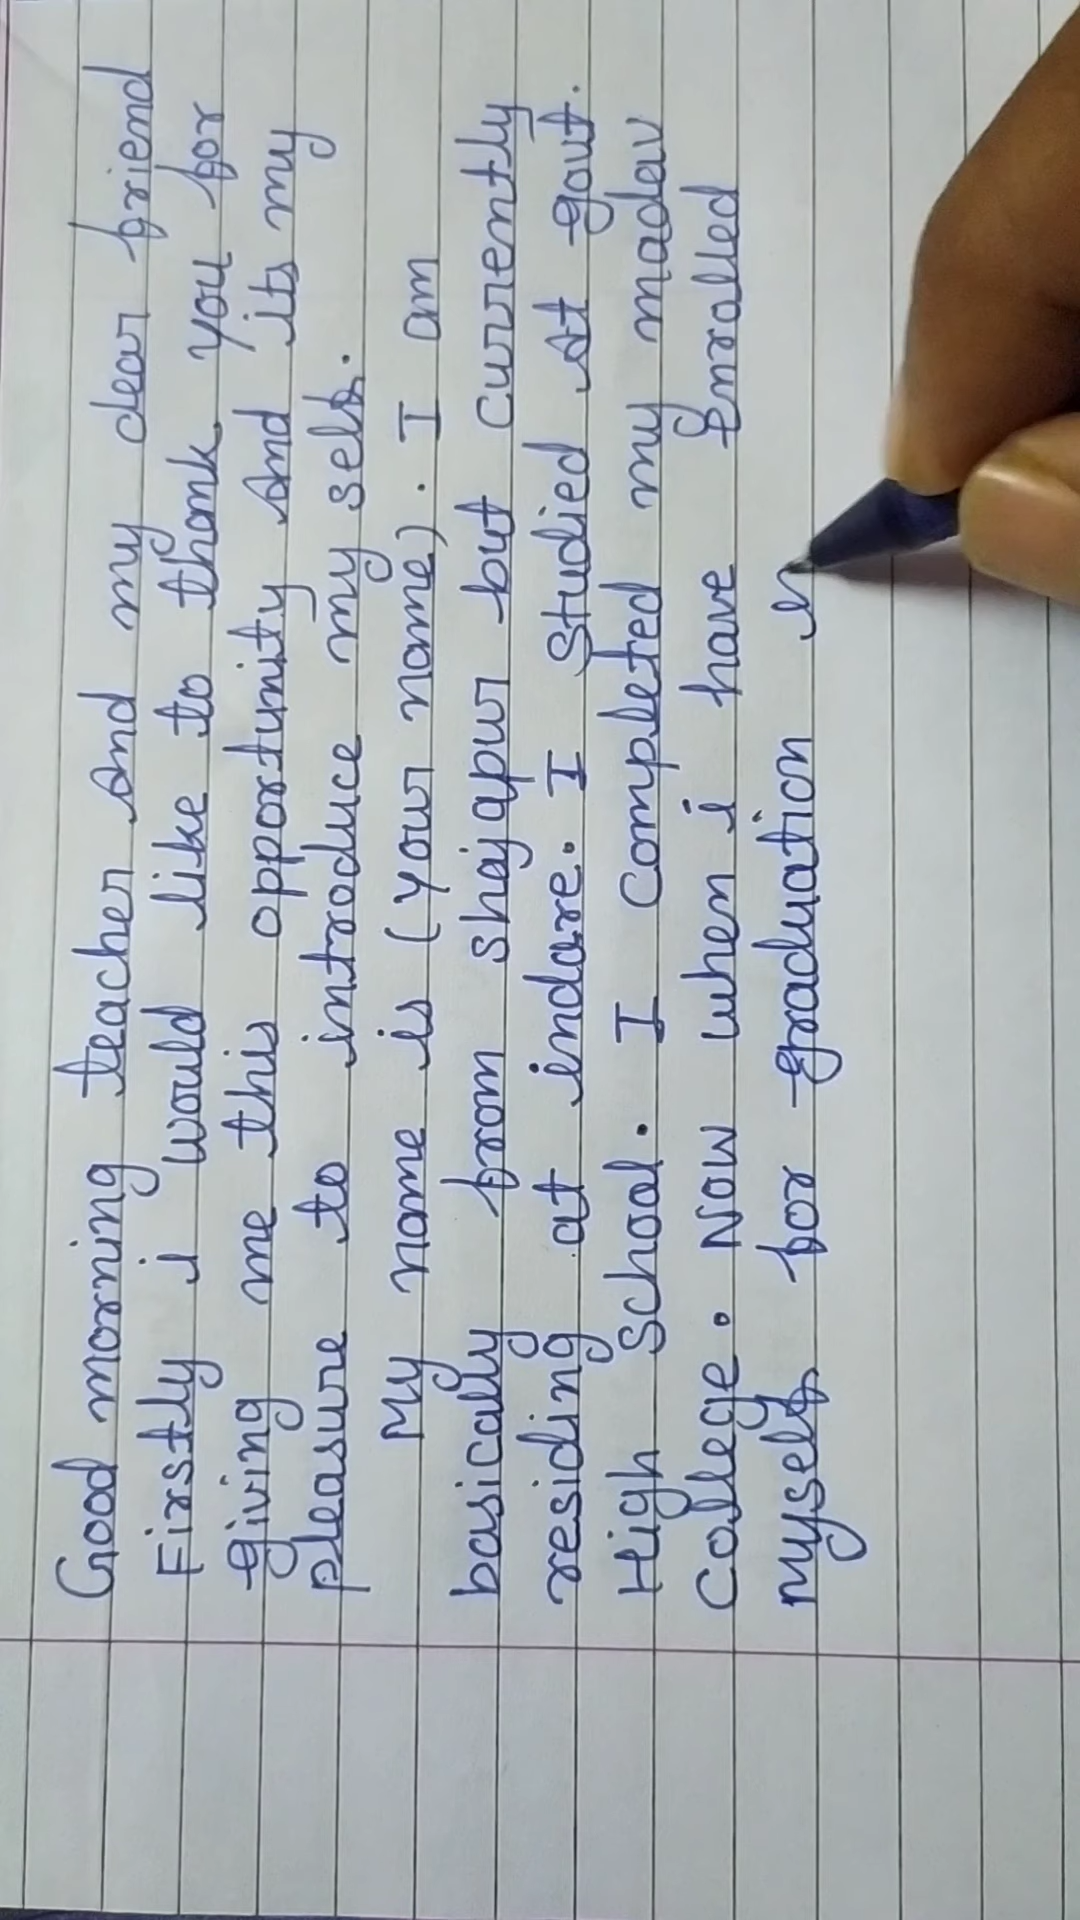 Good morning teacher and my dear friend
Firstly i would like to thank you for
giving me this opportunity and its my
pleasure to introduce my self.
My name is (your name). I am
basically from shajapur but currently
residing at indore. I studied at govt.
High School. I completed my madav
College. Now when i have enrolled
myself for graduation